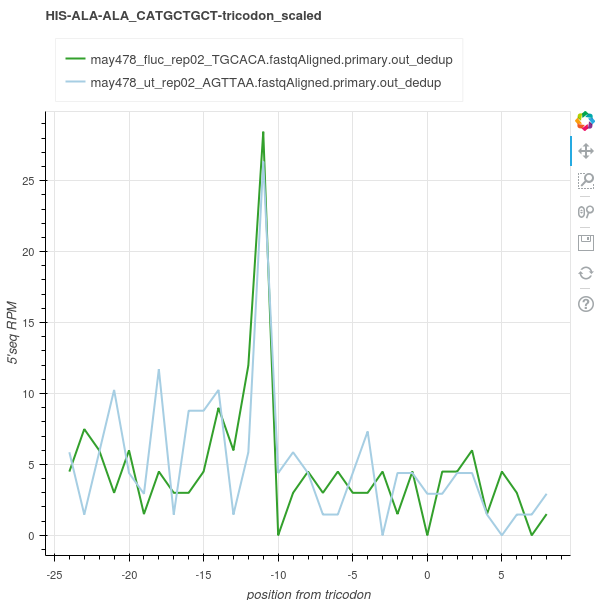 HIS-ALA-ALA_CATGCTGCT-tricodon_scaled
may478_fluc_rep02_TGCACA.fastqAligned.primary.out_dedup
may478_ut_rep02_AGTTAA.fastqAligned.primary.out_dedup
25
20
15
10
5
0
5'seq RPM
-25 -20 -15 -10 -5 0 5
position from tricodon